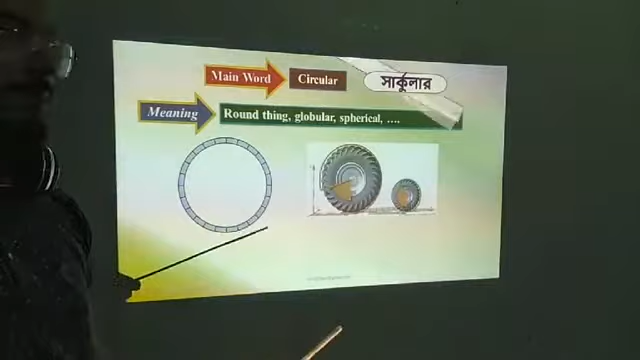 Main Word Circular সার্কুলার
Meaning Round thing, globular, spherical, ....